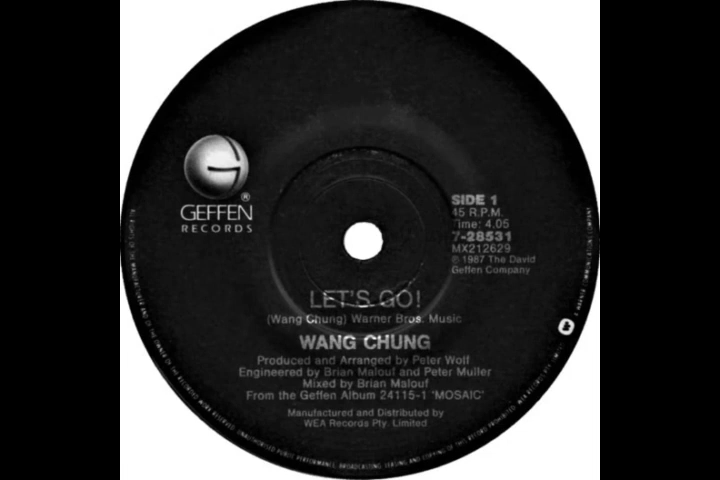 GEFFEN
RECORDS
®
SIDE 1
45 R.P.M.
Time: 4.05
7-28531
MX212629
℗ 1987 The David
Geffen Company
LET'S GO!
(Wang Chung) Warner Bros. Music
WANG CHUNG
Produced and Arranged by Peter Wolf
Engineered by Brian Malouf and Peter Muller
Mixed by Brian Malouf
From the Geffen Album 24115-1 'MOSAIC'
Manufactured and Distributed by
WEA Records Pty. Limited